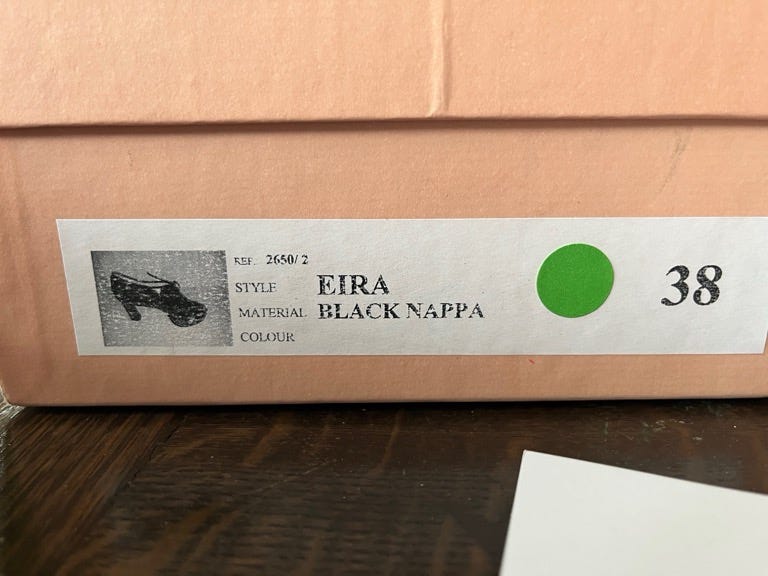 REF. 2650/2
STYLE EIRA
MATERIAL BLACK NAPPA
COLOUR
38